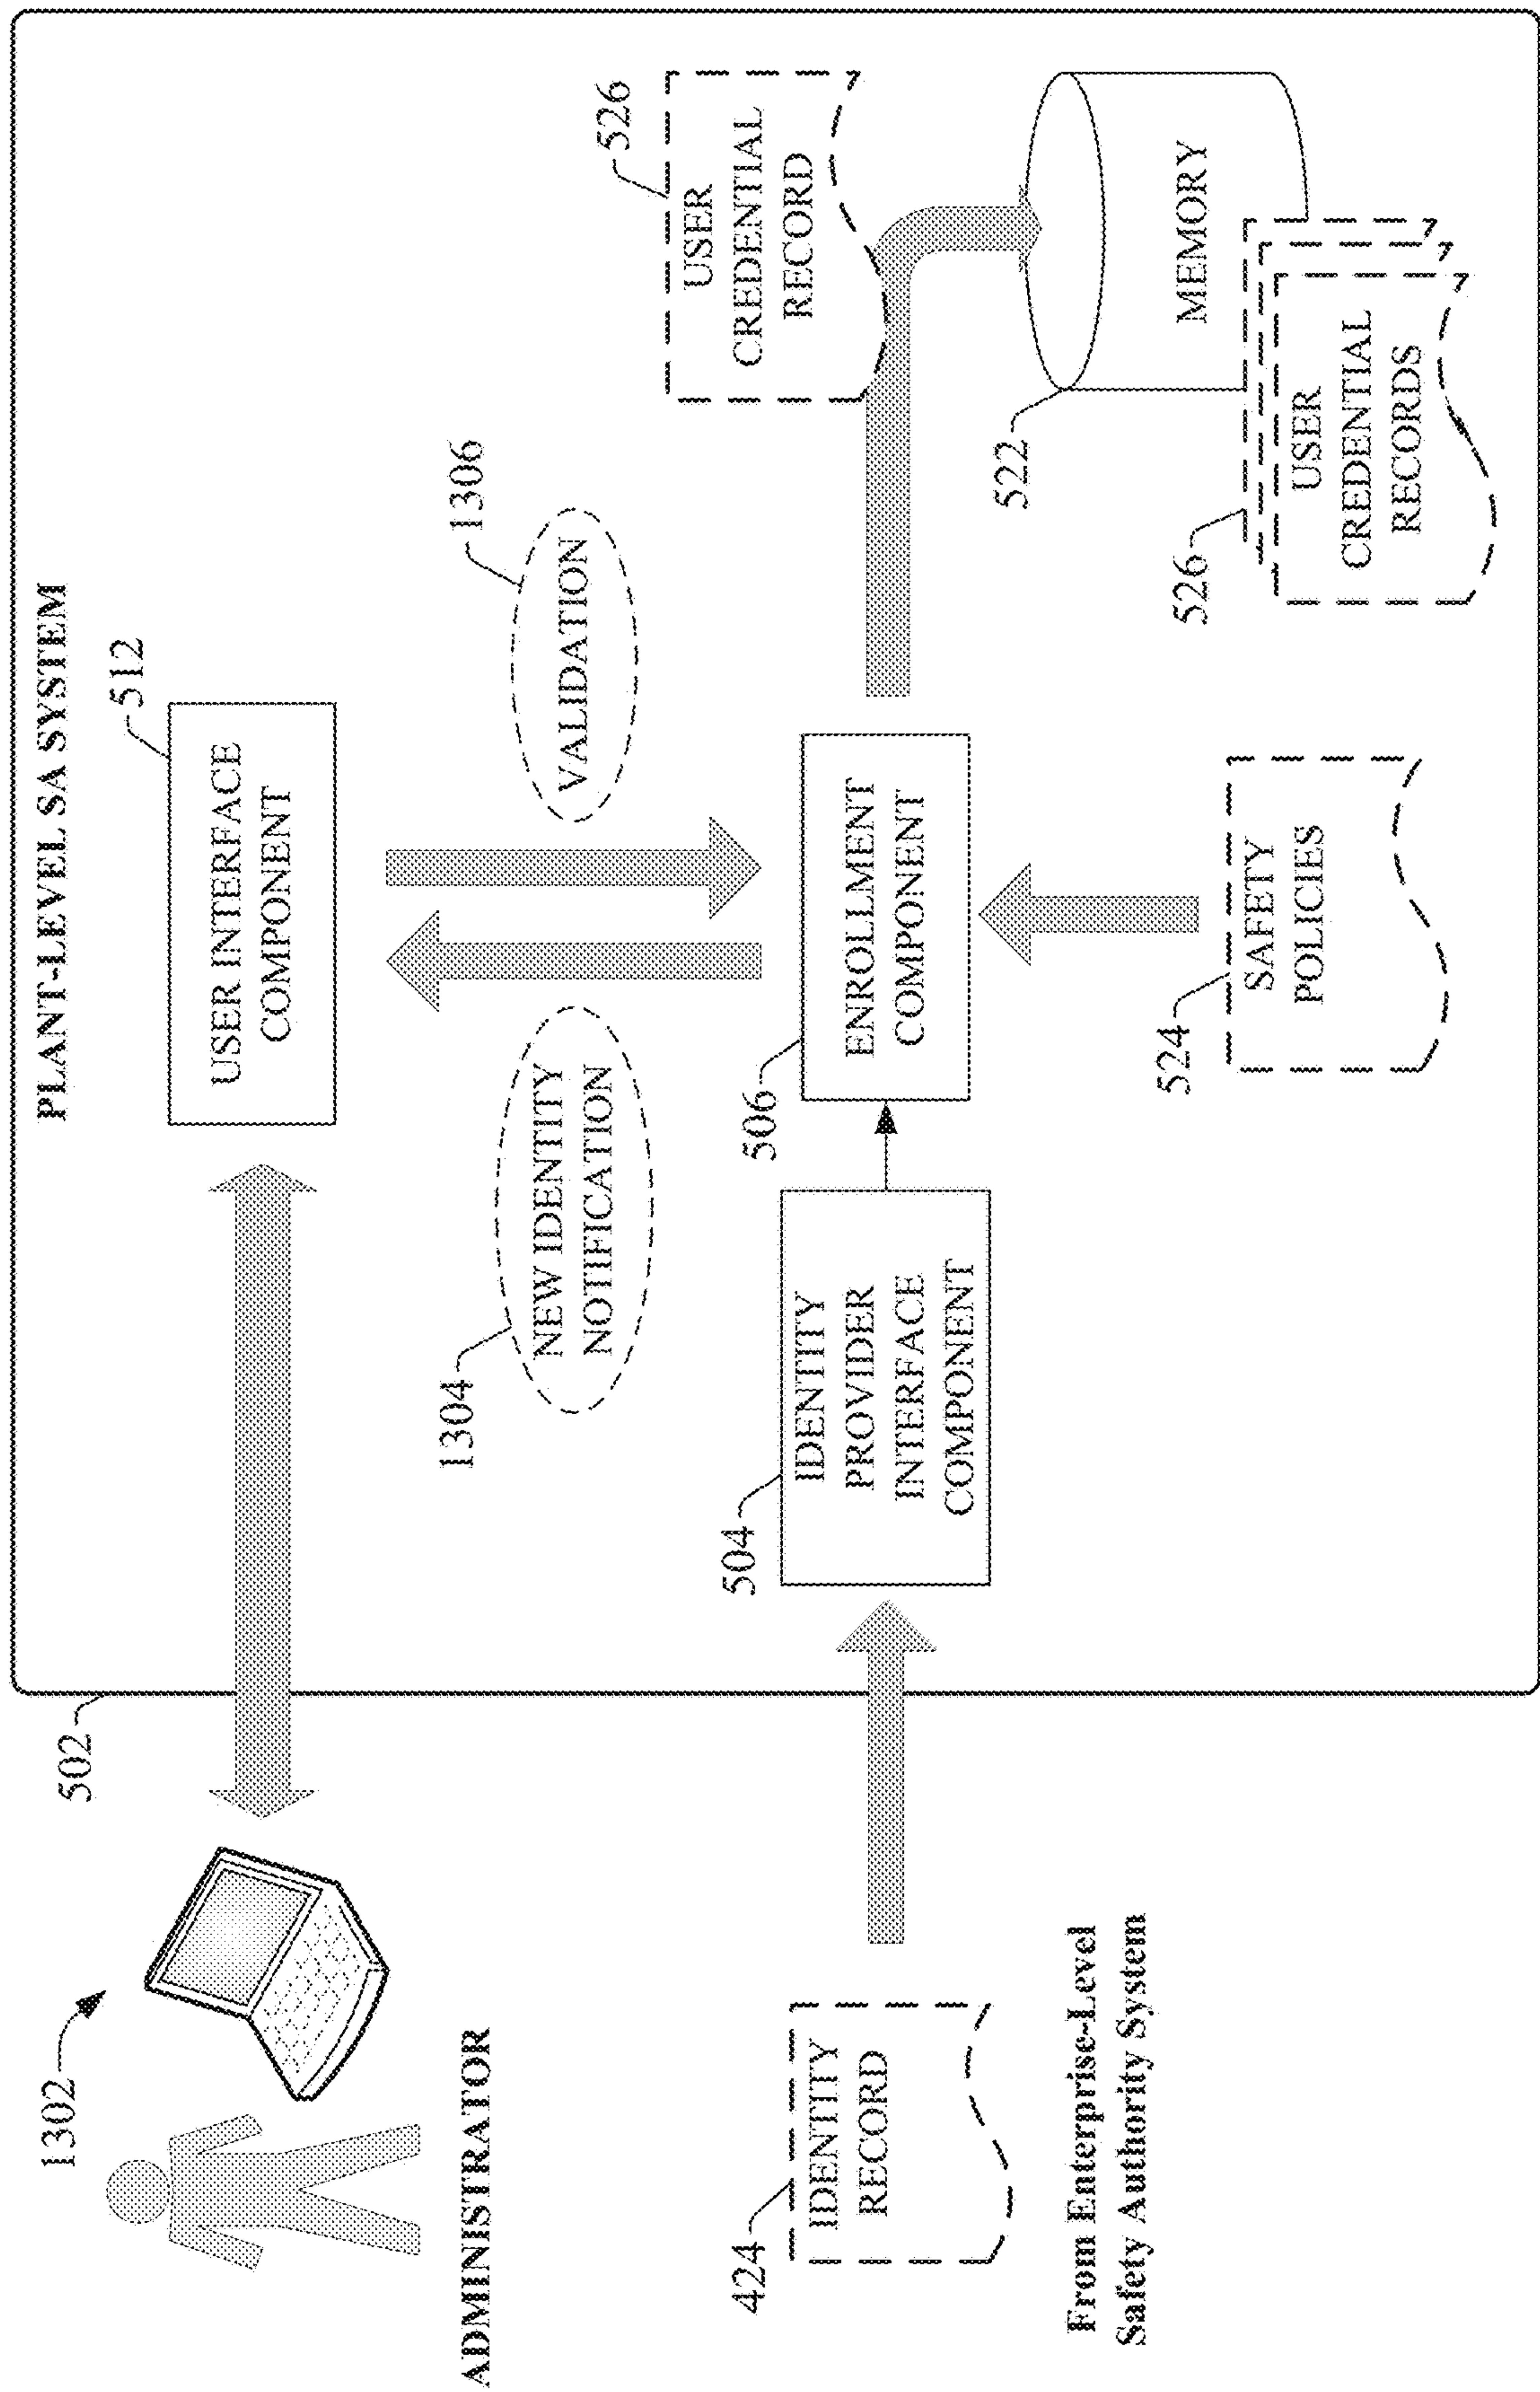 PLANT-LEVEL SA SYSTEM
502
1302
ADMINISTRATOR
512
USER INTERFACE
COMPONENT
1304
NEW IDENTITY
NOTIFICATION
1306
VALIDATION
526
USER
CREDENTIAL
RECORD
424
IDENTITY
RECORD
From Enterprise-Level
Safety Authority System
504
IDENTITY
PROVIDER
INTERFACE
COMPONENT
506
ENROLLMENT
COMPONENT
524
SAFETY
POLICIES
522
MEMORY
526
USER
CREDENTIAL
RECORDS